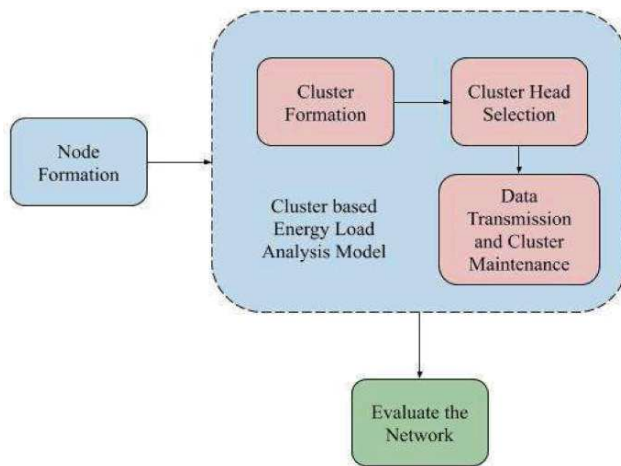 Node
Formation
Cluster
Formation
Cluster Head
Selection
Cluster based
Energy Load
Analysis Model
Data
Transmission
and Cluster
Maintenance
Evaluate the
Network